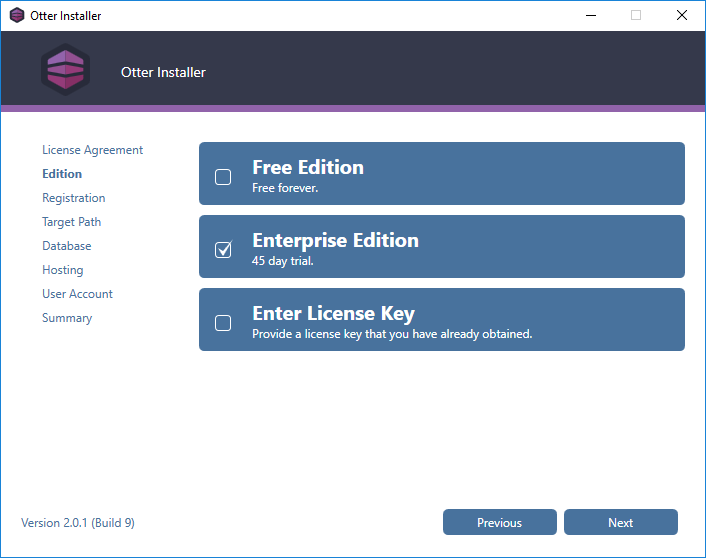 Otter Installer
Otter Installer
License Agreement
Edition
Registration
Target Path
Database
Hosting
User Account
Summary
Free Edition
Free forever.
Enterprise Edition
45 day trial.
Enter License Key
Provide a license key that you have already obtained.
Version 2.0.1 (Build 9)
Previous
Next